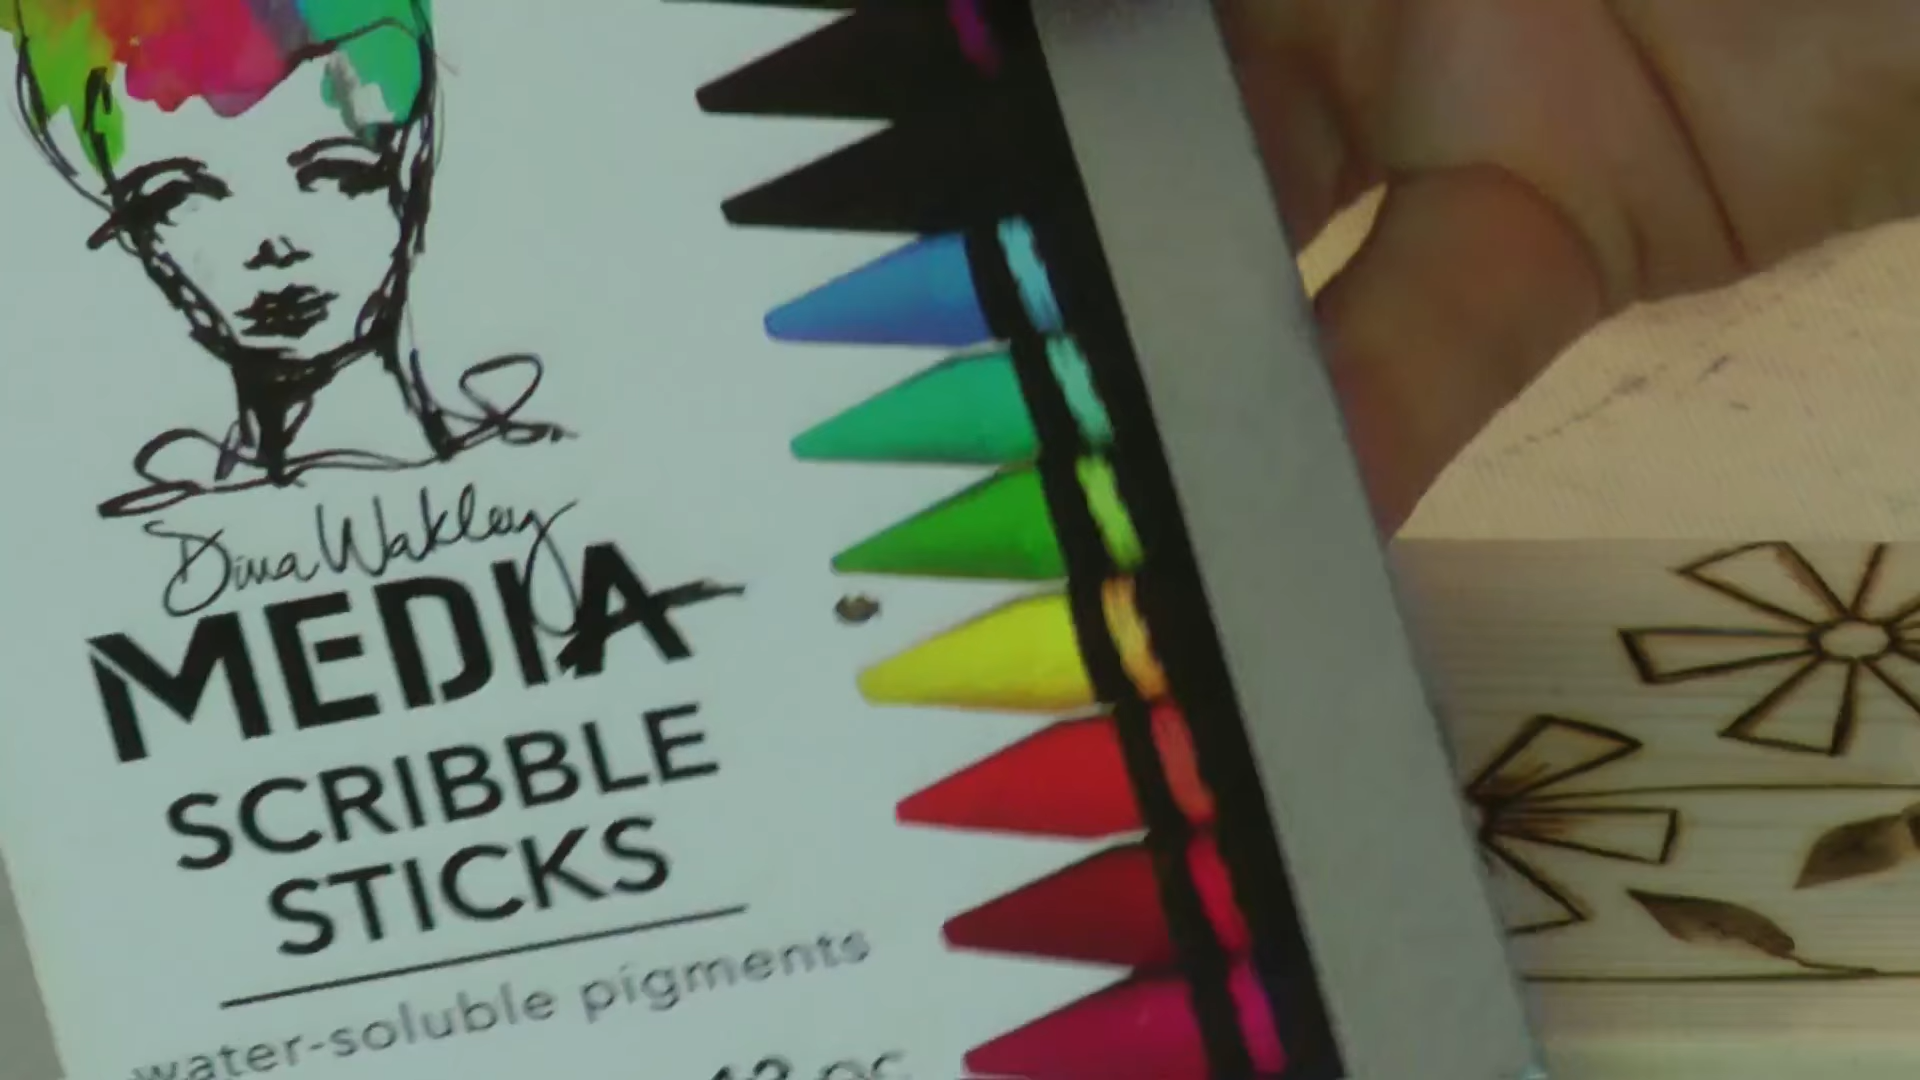 Dina Wakley
MEDIA
SCRIBBLE
STICKS
water-soluble pigments